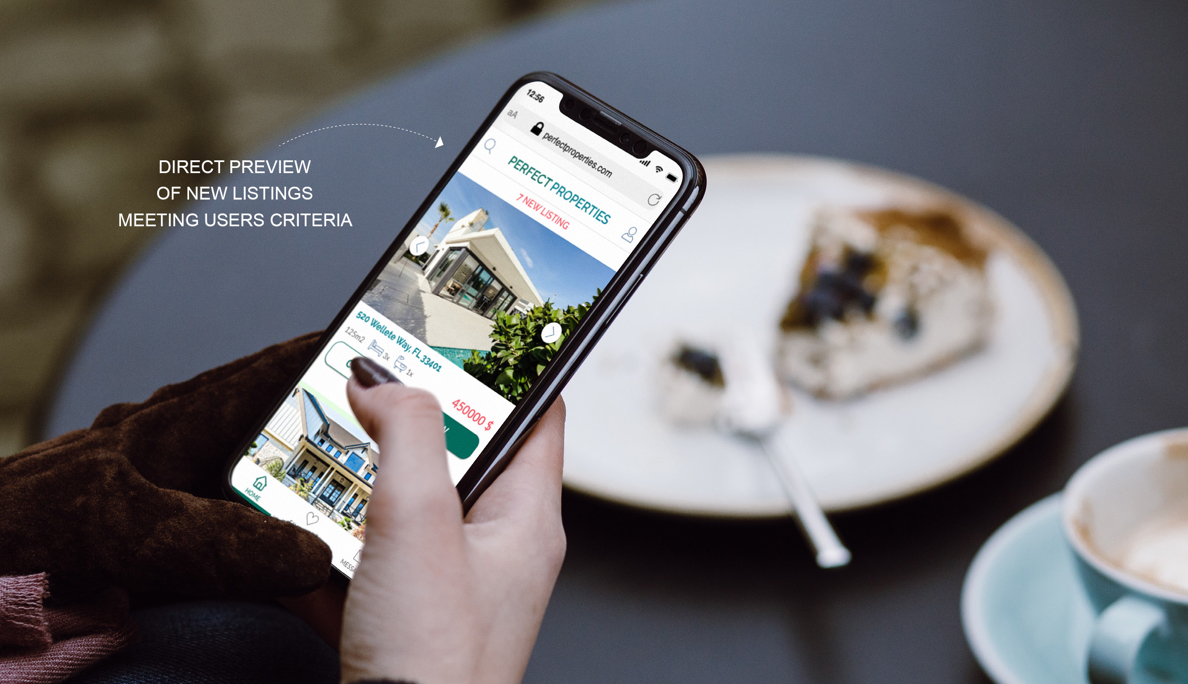 DIRECT PREVIEW
OF NEW LISTINGS
MEETING USERS CRITERIA
12:56
aA
perfectproperties.com
PERFECT PROPERTIES
7 NEW LISTING
520 Wellete Way, FL 33401
125m2 3x 1x
450000 $
HOME